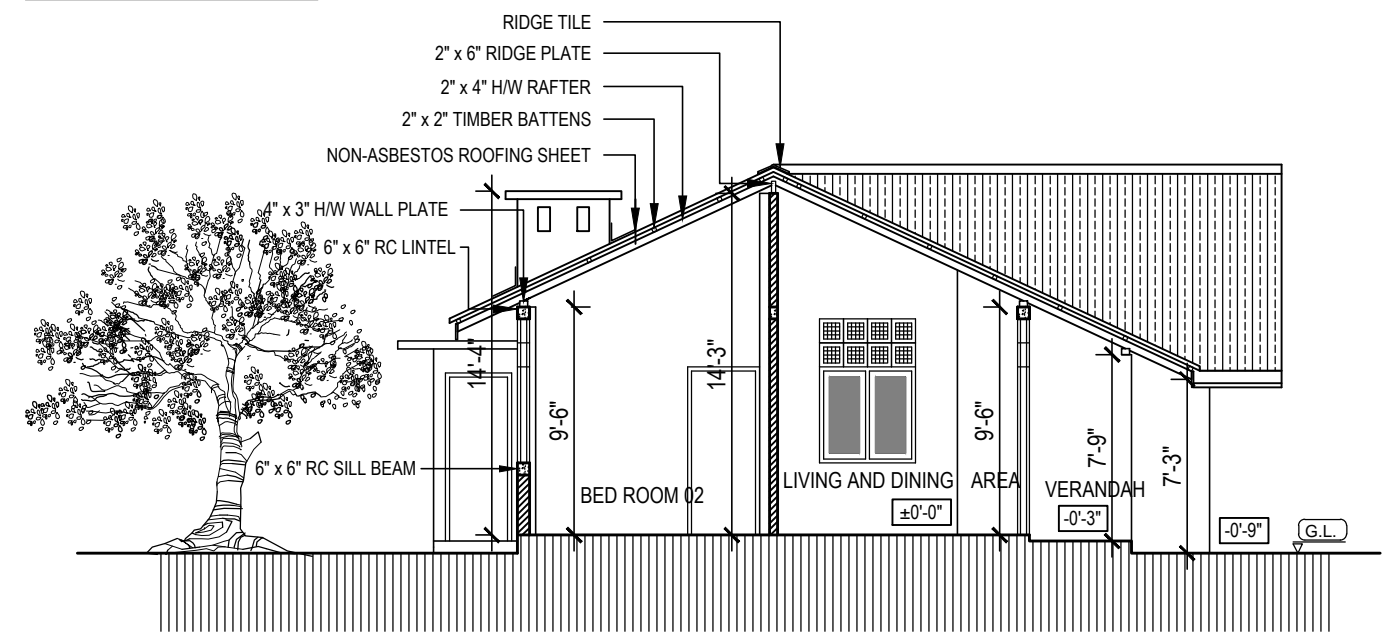 RIDGE TILE
2" x 6" RIDGE PLATE
2" x 4" H/W RAFTER
2" x 2" TIMBER BATTENS
NON-ASBESTOS ROOFING SHEET
4" x 3" H/W WALL PLATE
6" x 6" RC LINTEL
14'-4"
14'-3"
9'-6"
9'-6"
7'-9"
7'-3"
6" x 6" RC SILL BEAM
BED ROOM 02
LIVING AND DINING AREA
VERANDAH
±0'-0"
-0'-3"
-0'-9"
G.L.